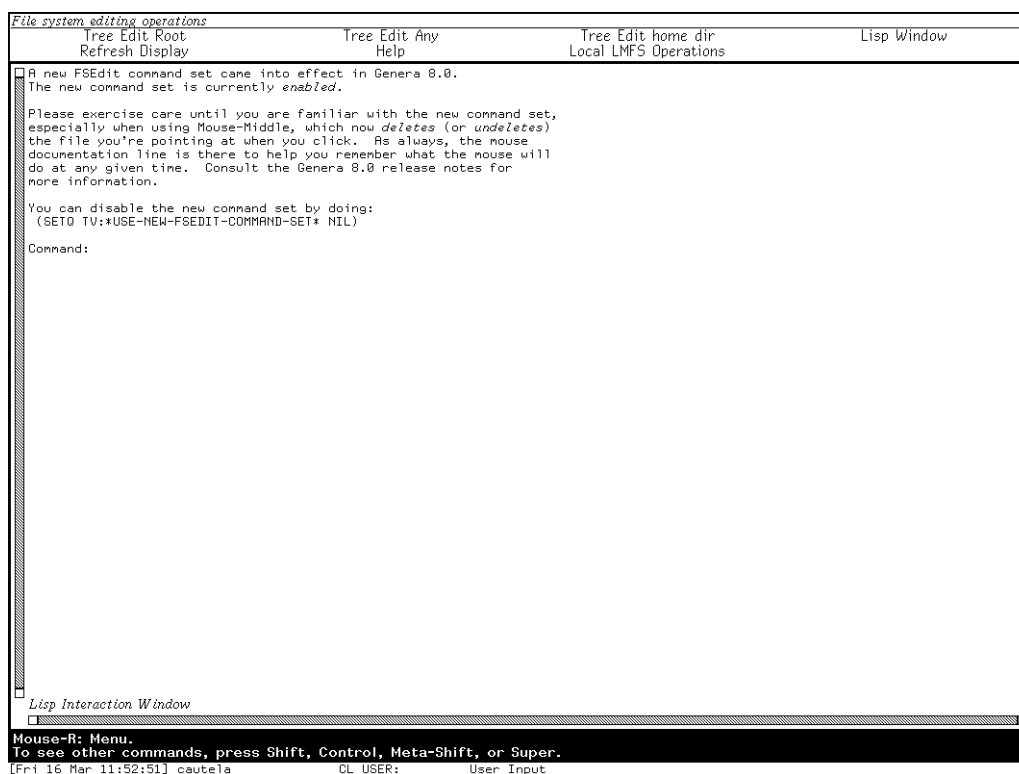 File system editing operations
Tree Edit Root Tree Edit Any Tree Edit home dir Lisp Window
Refresh Display Help Local LMFS Operations
A new FSEdit command set came into effect in Genera 8.0.
The new command set is currently enabled.
Please exercise care until you are familiar with the new command set,
especially when using Mouse-Middle, which now deletes (or undeletes)
the file you're pointing at when you click. As always, the mouse
documentation line is there to help you remember what the mouse will
do at any given time. Consult the Genera 8.0 release notes for
more information.
You can disable the new command set by doing:
(SETQ TV:*USE-NEW-FSEDIT-COMMAND-SET* NIL)
Command:
Lisp Interaction Window
Mouse-R: Menu.
To see other commands, press Shift, Control, Meta-Shift, or Super.
[Fri 16 Mar 11:52:51] cautela CL USER: User Input